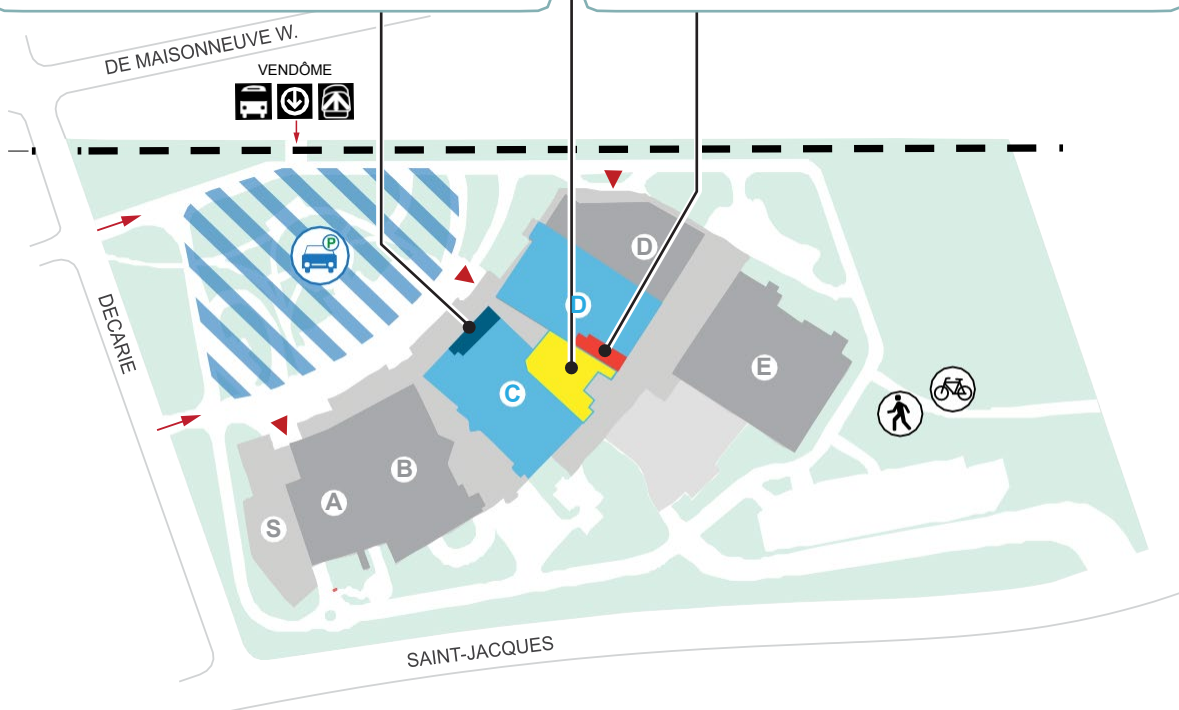 DE MAISONNEUVE W.
VENDÔME
P
D
D
DECARIE
E
C
B
A
S
SAINT-JACQUES